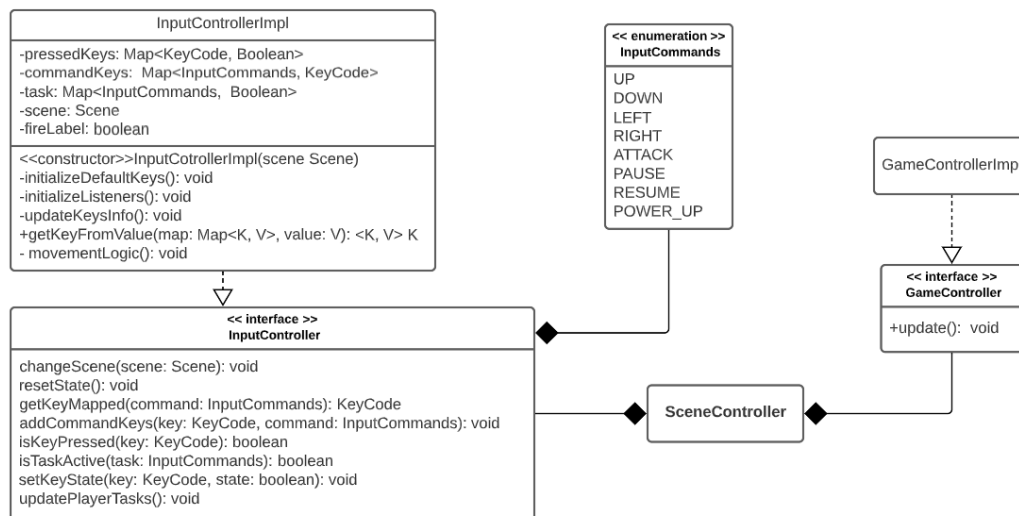 InputControllerImpl
-pressedKeys: Map<KeyCode, Boolean>
-commandKeys:  Map<InputCommands, KeyCode>
-task: Map<InputCommands,  Boolean>
-scene: Scene
-fireLabel: boolean
<<constructor>>InputCotrollerImpl(scene Scene)
-initializeDefaultKeys(): void
-initializeListeners(): void
-updateKeysInfo(): void
+getKeyFromValue(map: Map<K, V>, value: V): <K, V> K
- movementLogic(): void
<< interface >>
InputController
changeScene(scene: Scene): void
resetState(): void
getKeyMapped(command: InputCommands): KeyCode
addCommandKeys(key: KeyCode, command: InputCommands): void
isKeyPressed(key: KeyCode): boolean
isTaskActive(task: InputCommands): boolean
setKeyState(key: KeyCode, state: boolean): void
updatePlayerTasks(): void
<< enumeration >>
InputCommands
UP
DOWN
LEFT
RIGHT
ATTACK
PAUSE
RESUME
POWER_UP
SceneController
GameControllerImpl
<< interface >>
GameController
+update():  void